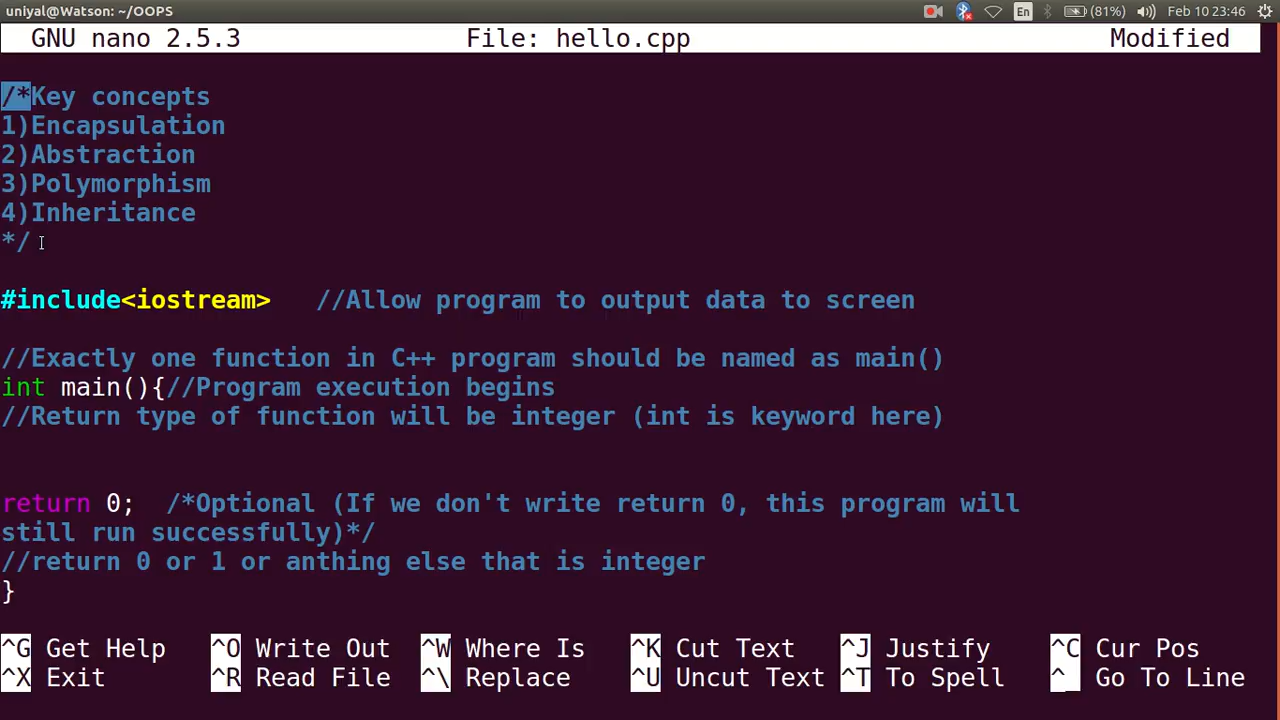 uniyal@Watson: ~/OOPS En (81%) Feb 10 23:46
GNU nano 2.5.3 File: hello.cpp Modified
/*Key concepts
1)Encapsulation
2)Abstraction
3)Polymorphism
4)Inheritance
*/
#include<iostream> //Allow program to output data to screen
//Exactly one function in C++ program should be named as main()
int main(){//Program execution begins
//Return type of function will be integer (int is keyword here)
return 0; /*Optional (If we don't write return 0, this program will
still run successfully)*/
//return 0 or 1 or anthing else that is integer
}
^G Get Help ^O Write Out ^W Where Is ^K Cut Text ^J Justify ^C Cur Pos
^X Exit ^R Read File ^\ Replace ^U Uncut Text ^T To Spell ^_ Go To Line